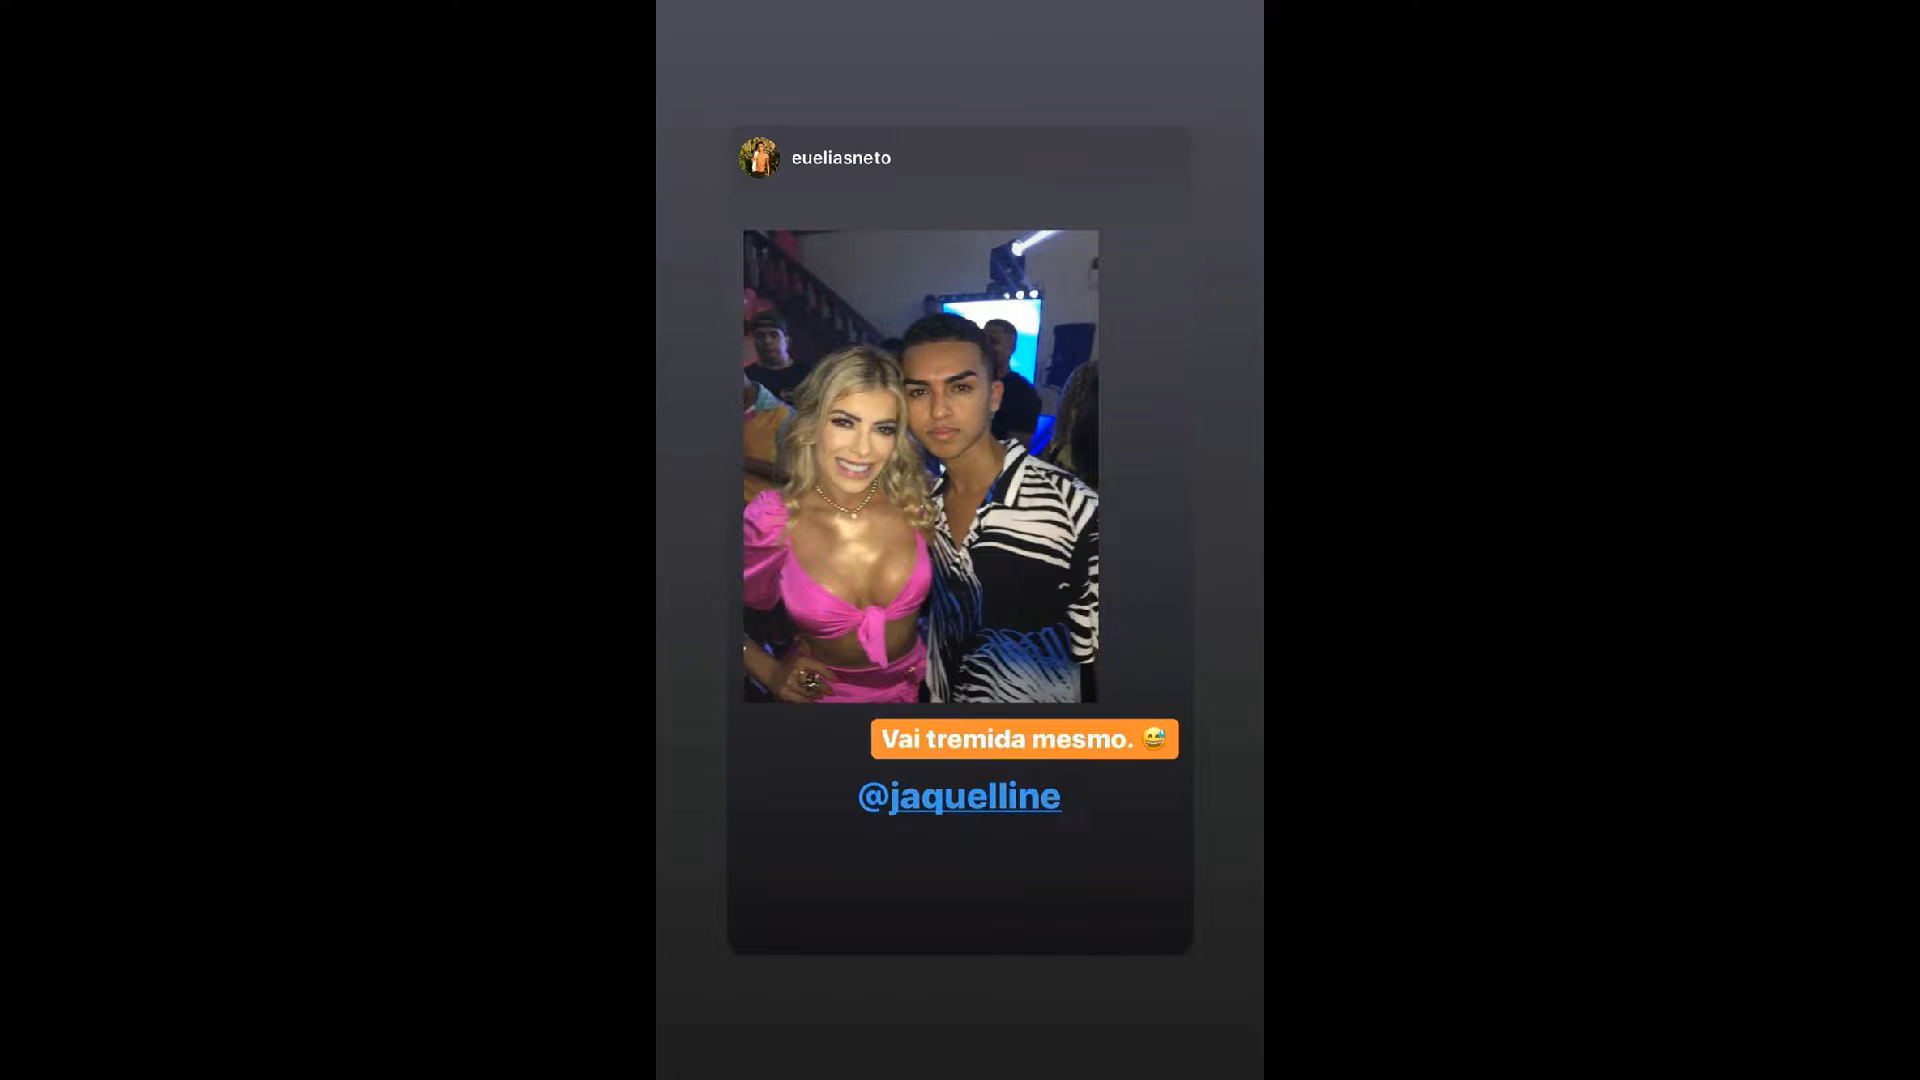 eueliasneto
Vai tremida mesmo. 😅
@jaquelline